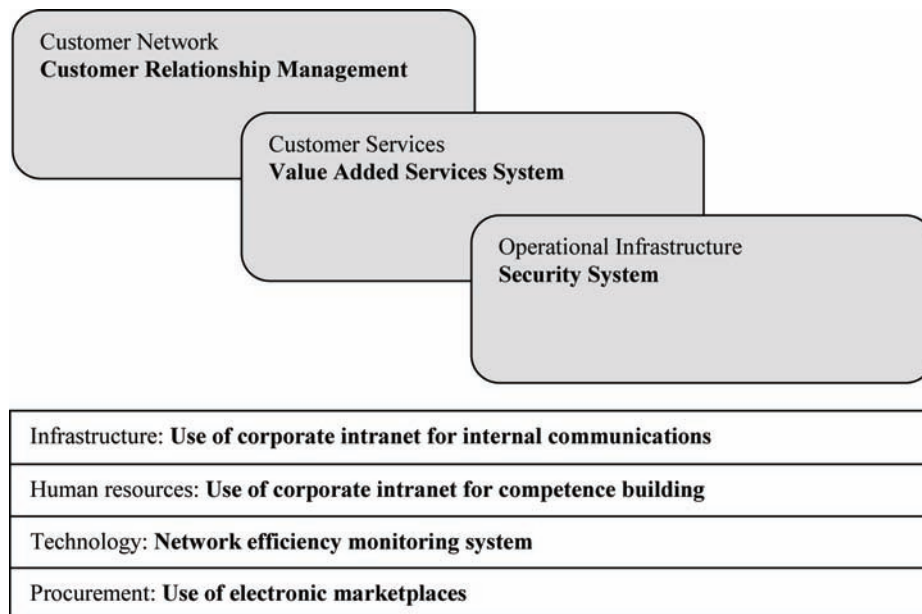 Customer Network
Customer Relationship Management
Customer Services
Value Added Services System
Operational Infrastructure
Security System
Infrastructure: Use of corporate intranet for internal communications
Human resources: Use of corporate intranet for competence building
Technology: Network efficiency monitoring system
Procurement: Use of electronic marketplaces